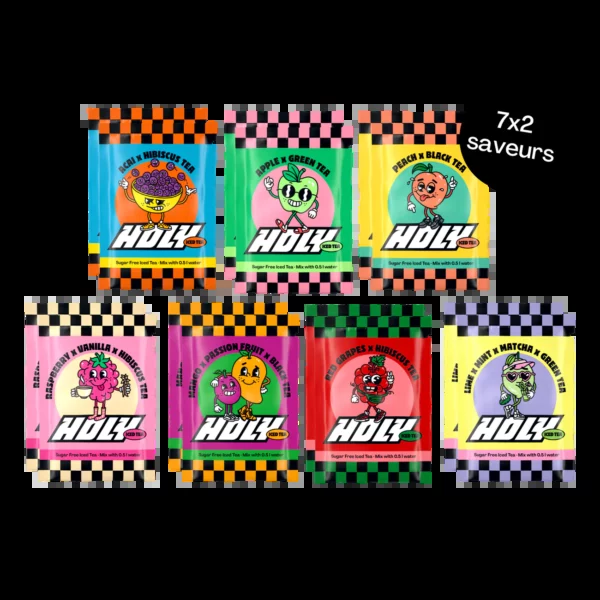 7x2
saveurs
ACAI x HIBISCUS TEA
HOLY
ICED TEA
Sugar Free Iced Tea · Mix with 0.5 l water
APPLE x GREEN TEA
HOLY
ICED TEA
Sugar Free Iced Tea · Mix with 0.5 l water
PEACH x BLACK TEA
HOLY
ICED TEA
Sugar Free Iced Tea · Mix with 0.5 l water
RASPBERRY x VANILLA x HIBISCUS TEA
HOLY
ICED TEA
Sugar Free Iced Tea · Mix with 0.5 l water
MANGO x PASSION FRUIT x BLACK TEA
HOLY
ICED TEA
Sugar Free Iced Tea · Mix with 0.5 l water
RED GRAPES x HIBISCUS TEA
HOLY
ICED TEA
Sugar Free Iced Tea · Mix with 0.5 l water
LIME x MINT x MATCHA x GREEN TEA
HOLY
ICED TEA
Sugar Free Iced Tea · Mix with 0.5 l water